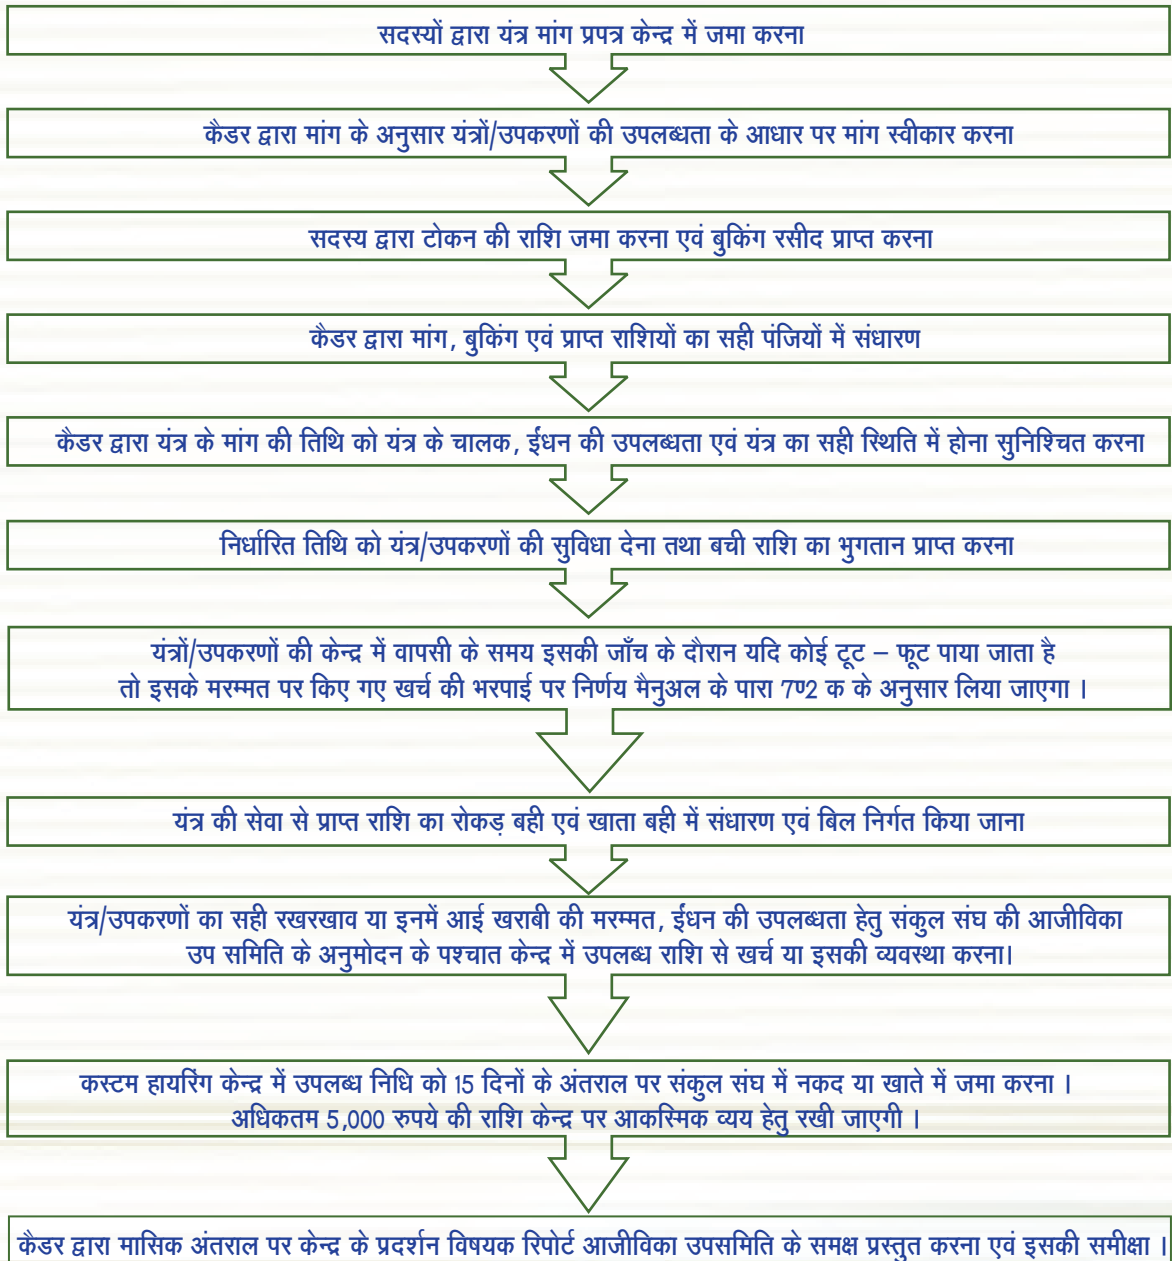 सदस्यों द्वारा यंत्र मांग प्रपत्र केन्द्र में जमा करना
कैडर द्वारा मांग के अनुसार यंत्रों/उपकरणों की उपलब्धता के आधार पर मांग स्वीकार करना
सदस्य द्वारा टोकन की राशि जमा करना एवं बुकिंग रसीद प्राप्त करना
कैडर द्वारा मांग, बुकिंग एवं प्राप्त राशियों का सही पंजियों में संधारण
कैडर द्वारा यंत्र के मांग की तिथि को यंत्र के चालक, ईंधन की उपलब्धता एवं यंत्र का सही स्थिति में होना सुनिश्चित करना
निर्धारित तिथि को यंत्र/उपकरणों की सुविधा देना तथा बची राशि का भुगतान प्राप्त करना
यंत्रों/उपकरणों की केन्द्र में वापसी के समय इसकी जाँच के दौरान यदि कोई टूट – फूट पाया जाता है
तो इसके मरम्मत पर किए गए खर्च की भरपाई पर निर्णय मैनुअल के पारा 7ण्2 क के अनुसार लिया जाएगा ।
यंत्र की सेवा से प्राप्त राशि का रोकड़ बही एवं खाता बही में संधारण एवं बिल निर्गत किया जाना
यंत्र/उपकरणों का सही रखरखाव या इनमें आई खराबी की मरम्मत, ईंधन की उपलब्धता हेतु संकुल संघ की आजीविका
उप समिति के अनुमोदन के पश्चात केन्द्र में उपलब्ध राशि से खर्च या इसकी व्यवस्था करना।
कस्टम हायरिंग केन्द्र में उपलब्ध निधि को 15 दिनों के अंतराल पर संकुल संघ में नकद या खाते में जमा करना ।
अधिकतम 5,000 रुपये की राशि केन्द्र पर आकस्मिक व्यय हेतु रखी जाएगी ।
कैडर द्वारा मासिक अंतराल पर केन्द्र के प्रदर्शन विषयक रिपोर्ट आजीविका उपसमिति के समक्ष प्रस्तुत करना एवं इसकी समीक्षा ।